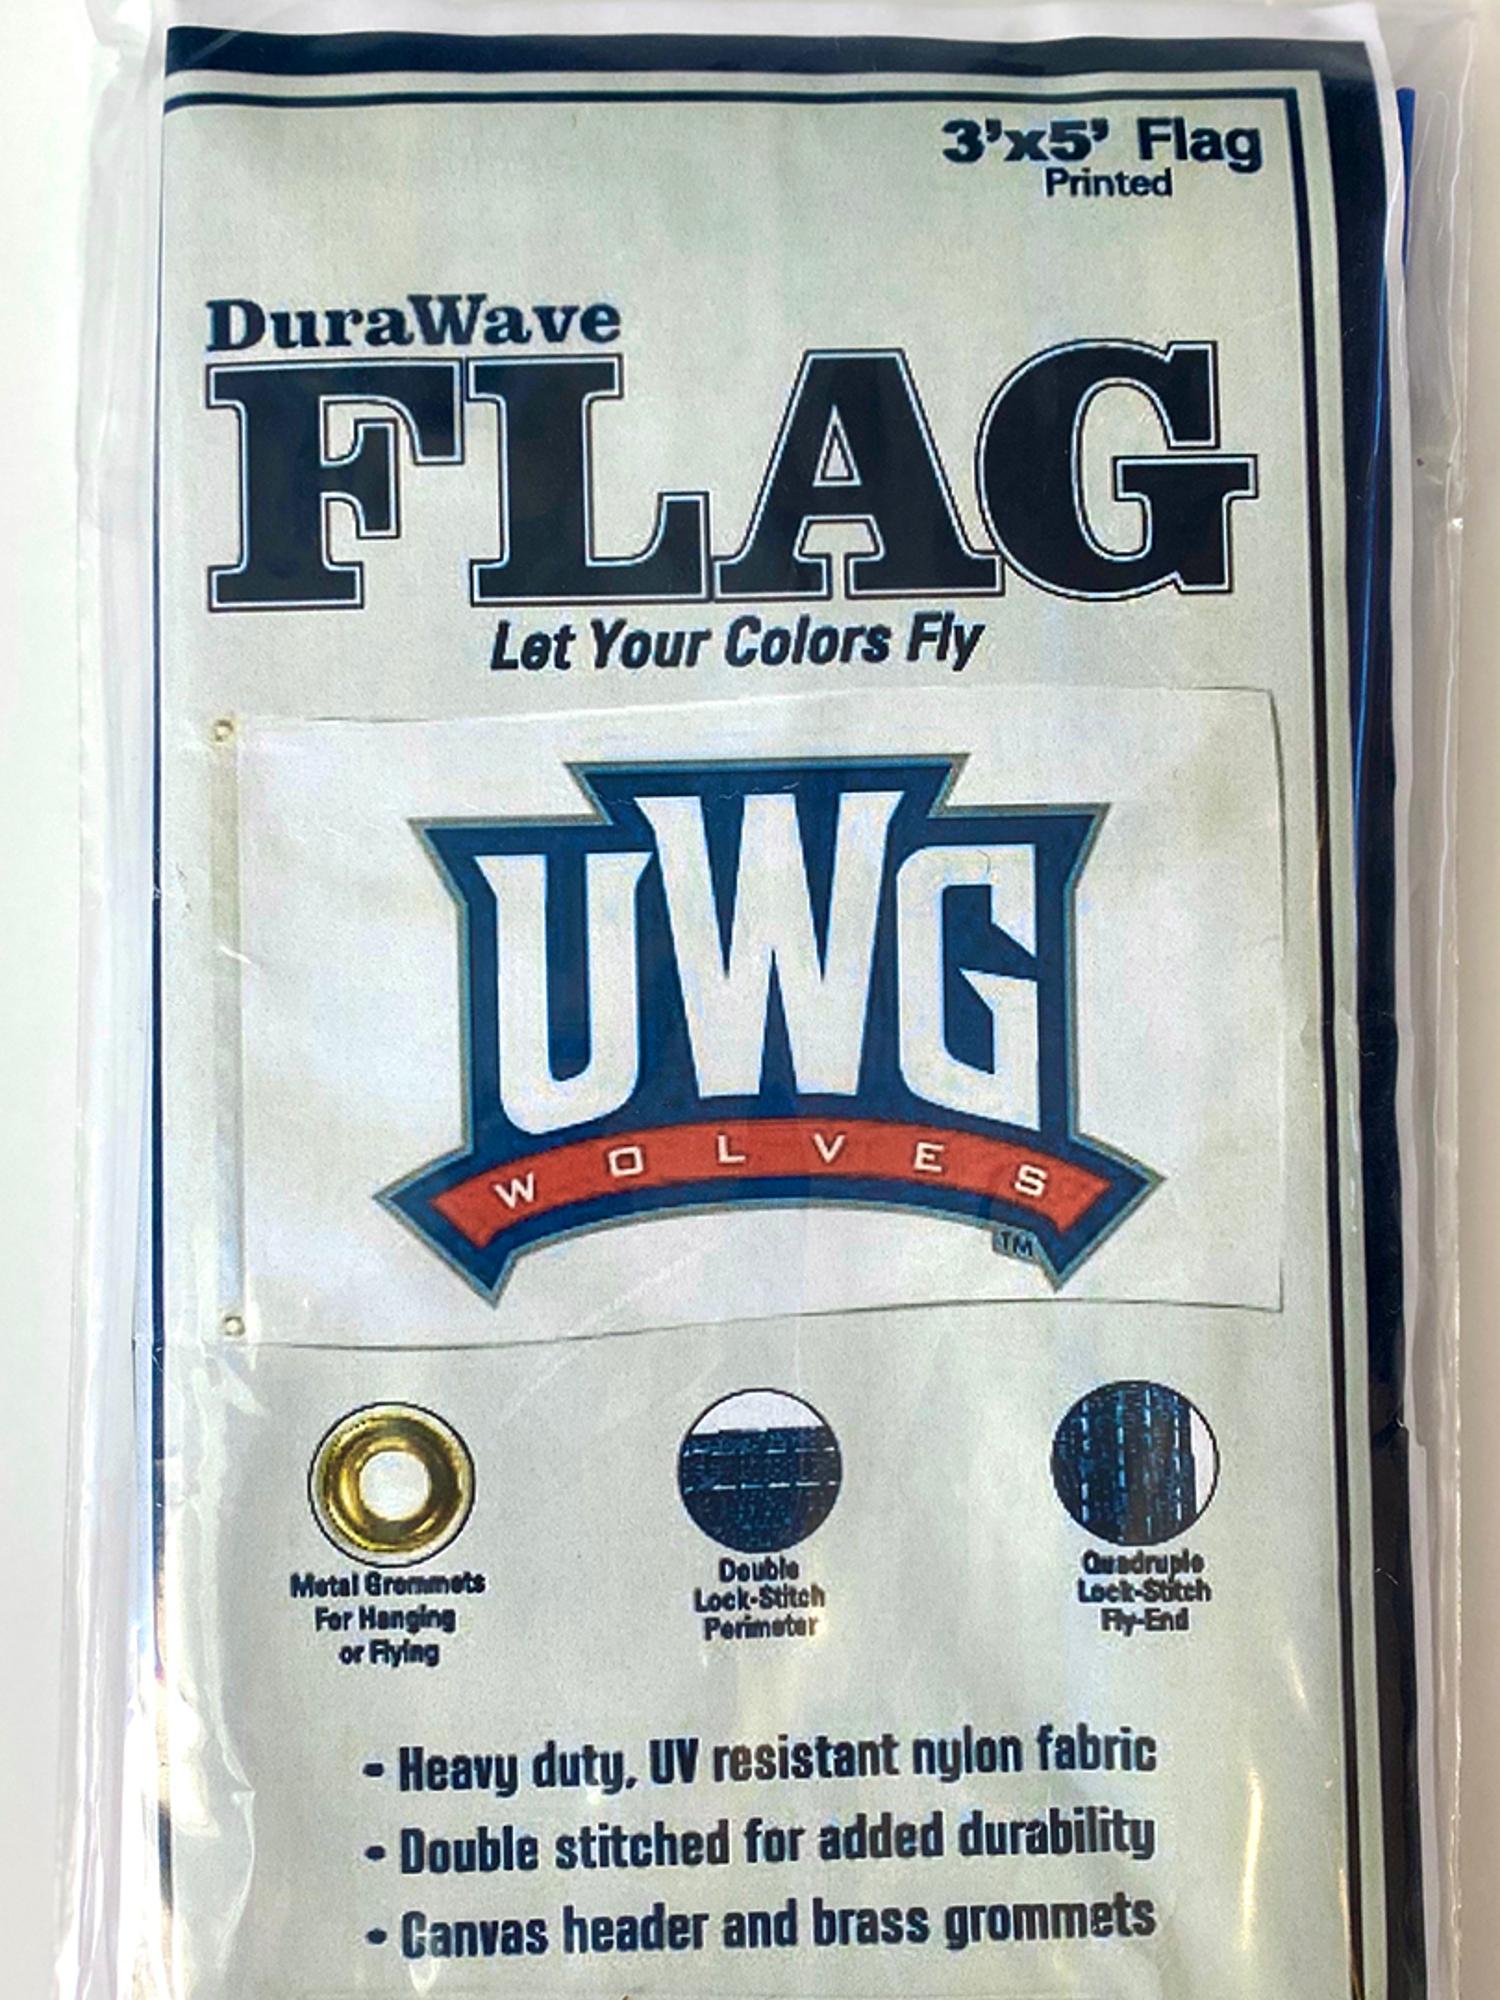 3'x5' Flag
Printed
DuraWave
FLAG
Let Your Colors Fly
UWG
WOLVES
TM
Metal Grommets
For Hanging
or Flying
Double
Lock-Stitch
Perimeter
Quadruple
Lock-Stitch
Fly-End
- Heavy duty, UV resistant nylon fabric
- Double stitched for added durability
• Canvas header and brass grommets